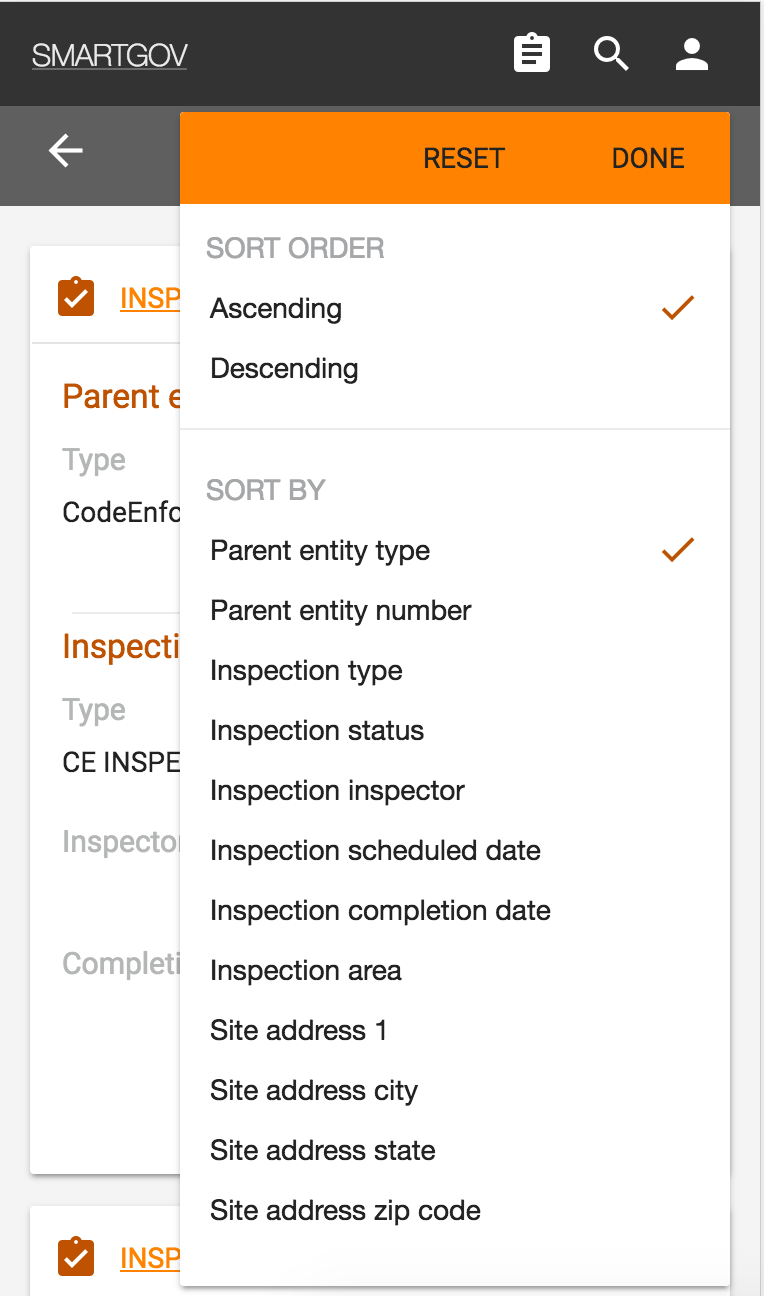 SMARTGOV
RESET DONE
SORT ORDER
Ascending
Descending
SORT BY
Parent entity type
Parent entity number
Inspection type
Inspection status
Inspection inspector
Inspection scheduled date
Inspection completion date
Inspection area
Site address 1
Site address city
Site address state
Site address zip code
INSP
Parent e
Type
CodeEnfo
Inspecti
Type
CE INSPE
Inspector
Completi
INSP